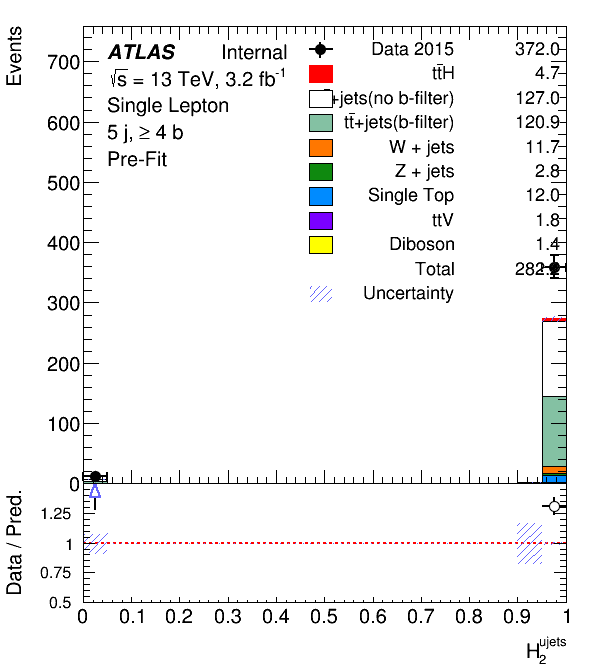 Events
700
600
500
400
300
200
100
0
ATLAS Internal
√s = 13 TeV, 3.2 fb-1
Single Lepton
5 j, ≥ 4 b
Pre-Fit
Data 2015 372.0
tt̄H 4.7
+jets(no b-filter) 127.0
tt̄+jets(b-filter) 120.9
W + jets 11.7
Z + jets 2.8
Single Top 12.0
ttV 1.8
Diboson 1.4
Total 282.
Uncertainty
Data / Pred.
1.25
1
0.75
0.5
0 0.1 0.2 0.3 0.4 0.5 0.6 0.7 0.8 0.9 1
H2ujets